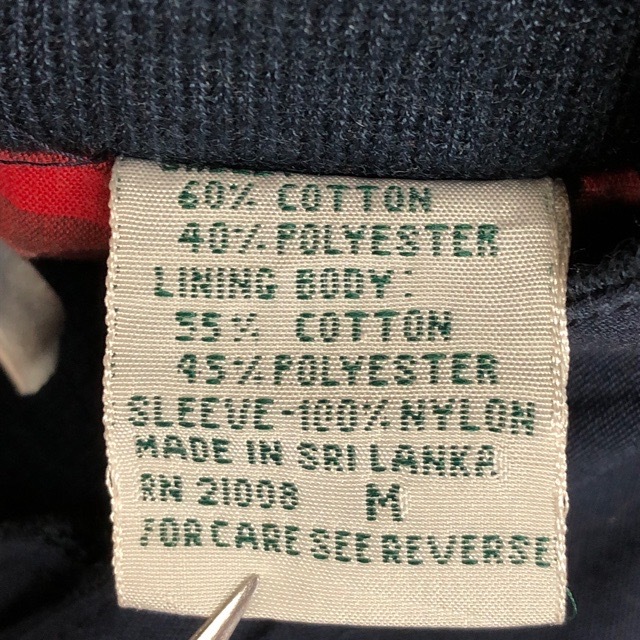 60% COTTON
40% POLYESTER
LINING BODY:
55% COTTON
45% POLYESTER
SLEEVE-100% NYLON
MADE IN SRI LANKA
RN 21008 M
FOR CARE SEE REVERSE